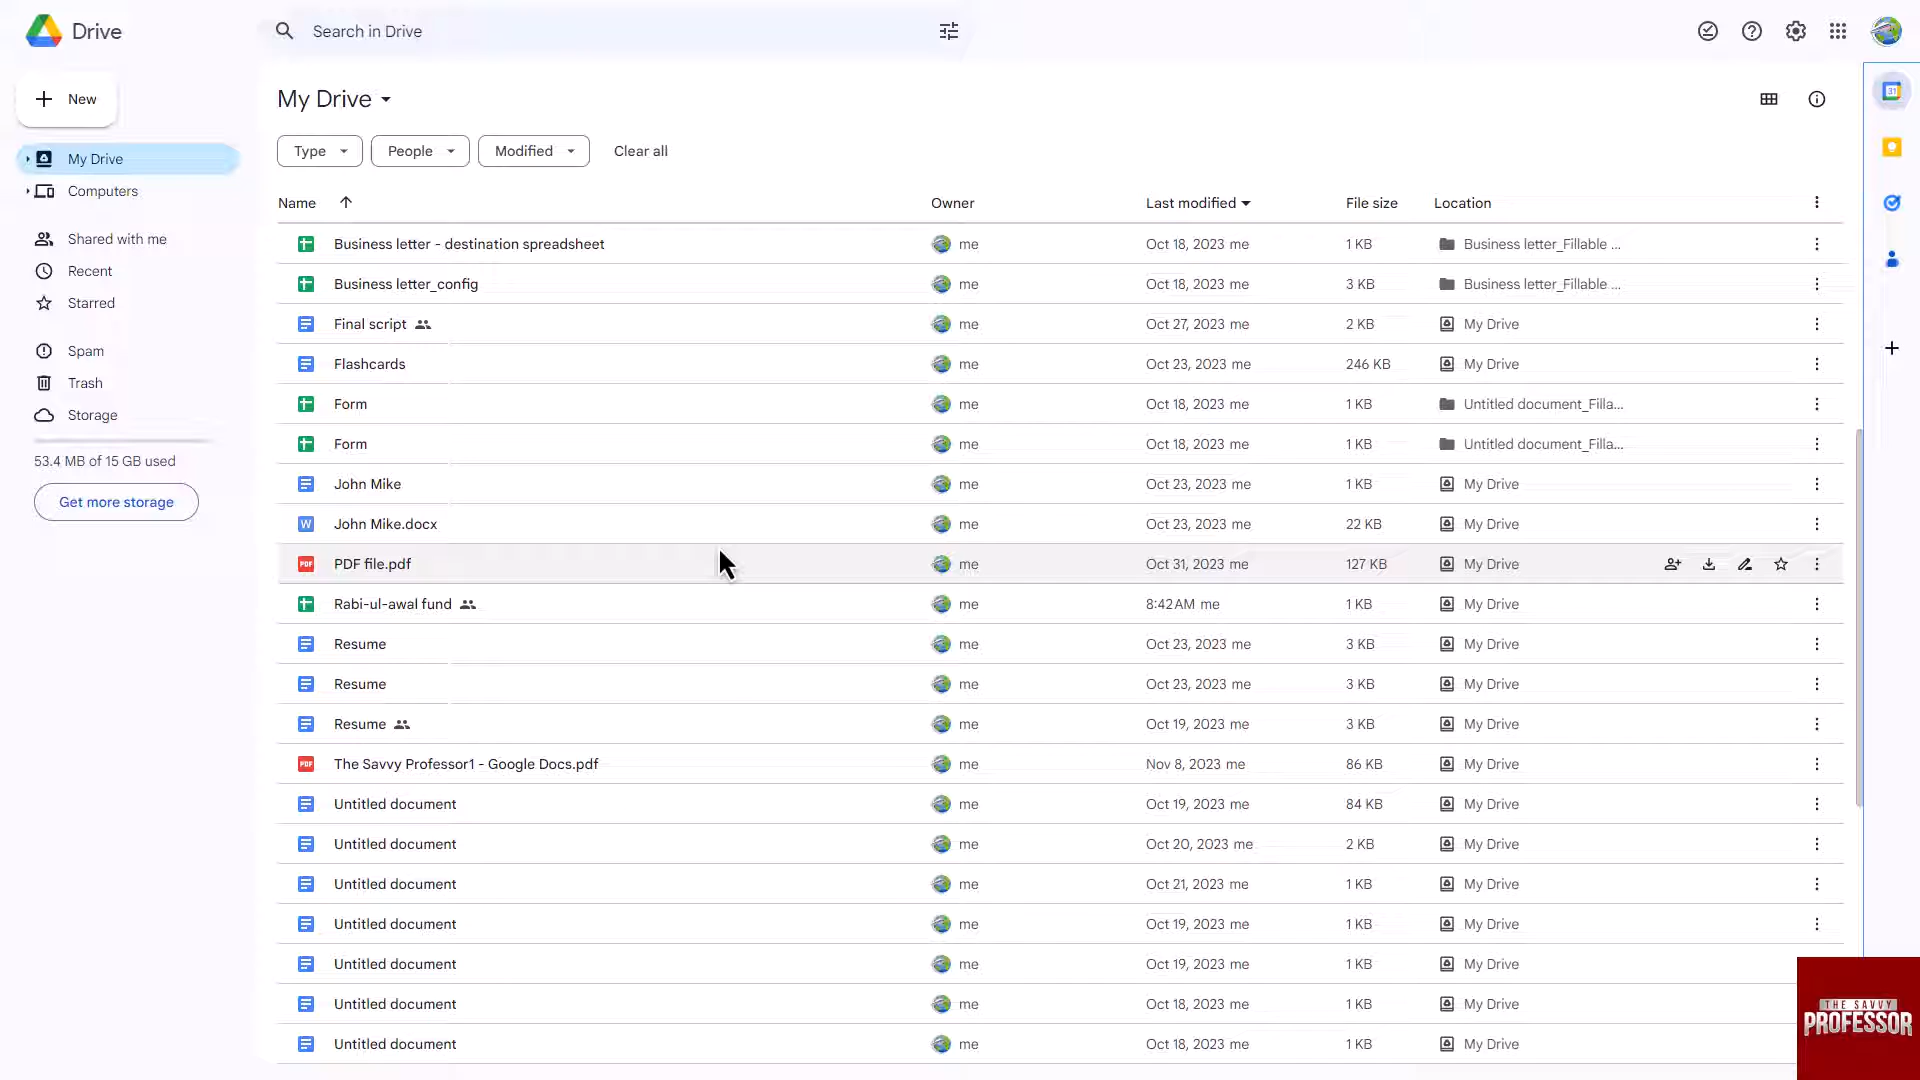 Drive
Search in Drive
New
My Drive
Computers
Shared with me
Recent
Starred
Spam
Trash
Storage
53.4 MB of 15 GB used
Get more storage
My Drive
Type People Modified Clear all
Name Owner Last modified File size Location
Business letter - destination spreadsheet me Oct 18, 2023 me 1 KB Business letter_Fillable ...
Business letter_config me Oct 18, 2023 me 3 KB Business letter_Fillable ...
Final script me Oct 27, 2023 me 2 KB My Drive
Flashcards me Oct 23, 2023 me 246 KB My Drive
Form me Oct 18, 2023 me 1 KB Untitled document_Filla...
Form me Oct 18, 2023 me 1 KB Untitled document_Filla...
John Mike me Oct 23, 2023 me 1 KB My Drive
W John Mike.docx me Oct 23, 2023 me 22 KB My Drive
PDF PDF file.pdf me Oct 31, 2023 me 127 KB My Drive
Rabi-ul-awal fund me 8:42 AM me 1 KB My Drive
Resume me Oct 23, 2023 me 3 KB My Drive
Resume me Oct 23, 2023 me 3 KB My Drive
Resume me Oct 19, 2023 me 3 KB My Drive
PDF The Savvy Professor1 - Google Docs.pdf me Nov 8, 2023 me 86 KB My Drive
Untitled document me Oct 19, 2023 me 84 KB My Drive
Untitled document me Oct 20, 2023 me 2 KB My Drive
Untitled document me Oct 21, 2023 me 1 KB My Drive
Untitled document me Oct 19, 2023 me 1 KB My Drive
Untitled document me Oct 19, 2023 me 1 KB My Drive
Untitled document me Oct 18, 2023 me 1 KB My Drive
Untitled document me Oct 18, 2023 me 1 KB My Drive
31
THE SAVVY
PROFESSOR